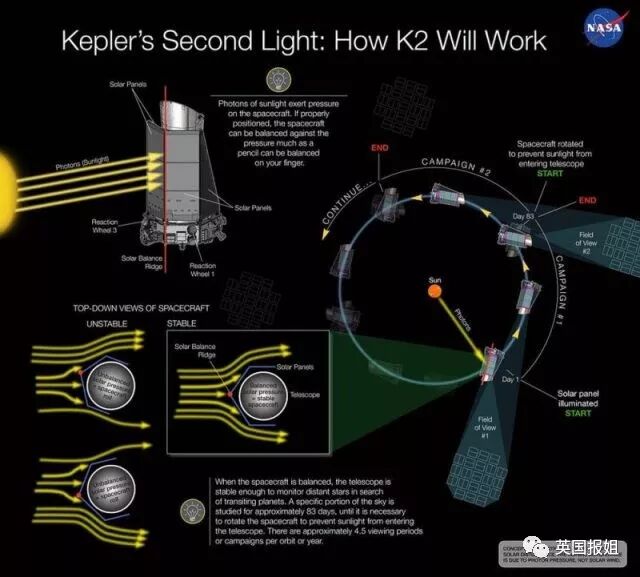 NASA
Kepler's Second Light: How K2 Will Work
Solar Panels
Photons of sunlight exert pressure
on the spacecraft. If properly
positioned, the spacecraft
can be balanced against the
pressure much as a
pencil can be balanced
on your finger.
Photons (Sunlight)
Solar Panels
Reaction
Wheel 3
Solar Balance
Ridge
Reaction
Wheel 1
Spacecraft rotated
to prevent sunlight from
entering telescope
START
END
CAMPAIGN #2
CONTINUE...
END
Day 83
Field of
View
#2
CAMPAIGN #1
Sun
Photons
Day 1
Solar panel
illuminated
START
Field of
View
#1
TOP-DOWN VIEWS OF SPACECRAFT
UNSTABLE
STABLE
Solar Balance
Ridge
Solar Panels
Telescope
Unbalanced
solar pressure
= spacecraft
roll
Balanced
solar pressure
= stable
spacecraft
Unbalanced
solar pressure
= spacecraft
roll
When the spacecraft is balanced, the telescope is
stable enough to monitor distant stars in search
of transiting planets. A specific portion of the sky is
studied for approximately 83 days, until it is necessary
to rotate the spacecraft to prevent sunlight from entering
the telescope. There are approximately 4.5 viewing periods
or campaigns per orbit or year.
英国报姐
SOLAR
IS DUE TO PHOTON PRESSURE, NOT SOLAR WIND.